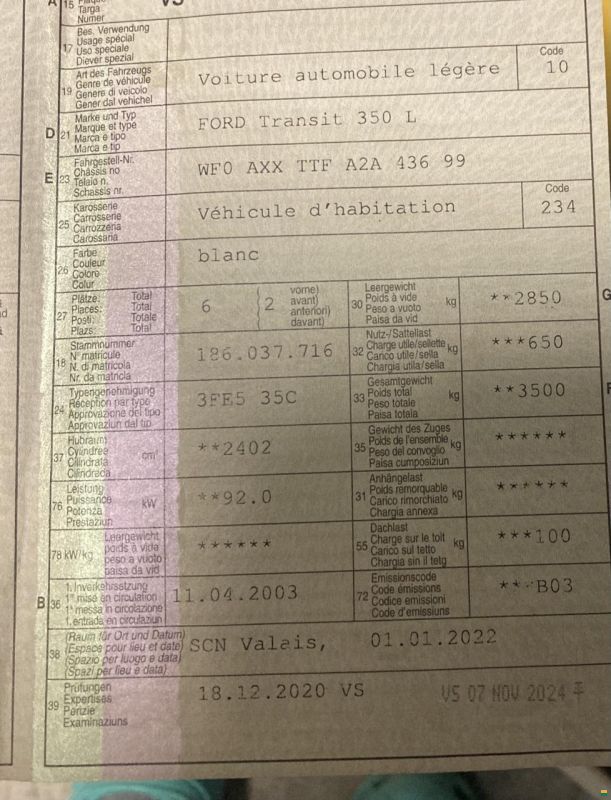 A 15 Plaque
Targa
Numer
VS
17 Bes. Verwendung
Usage spécial
Uso speciale
Diever spezial
19 Art des Fahrzeugs
Genre de véhicule
Genere di veicolo
Gener dal vehichel
Voiture automobile légère
Code
10
D 21 Marke und Typ
Marque et type
Marca e tipo
Marca e tip
FORD Transit 350 L
E 23 Fahrgestell-Nr.
Châssis no
Telaio n.
Schassis nr.
WF0 AXX TTF A2A 436 99
25 Karosserie
Carrosserie
Carrozzeria
Carossaria
Véhicule d'habitation
Code
234
26 Farbe
Couleur
Colore
Colur
blanc
27 Plätze: Total
Places: Total
Posti: Totale
Plazs: Total
6
2
vorne)
avant)
anteriori)
davant)
30 Leergewicht
Poids à vide
Peso a vuoto
Paisa da vid
kg
**2850
G
18 Stammnummer
N° matricule
N. di matricola
Nr. da matricla
186.037.716
32 Nutz-/Sattellast
Charge utile/sellette
Carico utile/sella
Chargia utila/sella
kg
***650
24 Typengenehmigung
Réception par type
Approvazione del tipo
Approvaziun dal tip
3FE5 35C
33 Gesamtgewicht
Poids total
Peso totale
Paisa totala
kg
**3500
F
37 Hubraum
Cylindrée
Cilindrata
Cilindrada
cm³
**2402
35 Gewicht des Zuges
Poids de l'ensemble
Peso del convoglio
Paisa cumposiziun
kg
******
76 Leistung
Puissance
Potenza
Prestaziun
kW
**92.0
31 Anhängelast
Poids remorquable
Carico rimorchiato
Chargia annexa
kg
******
78 kW/kg
Leergewicht
poids à vide
peso a vuoto
paisa da vid
******
55 Dachlast
Charge sur le toit
Carico sul tetto
Chargia sin il tetg
kg
***100
B 36 1. Inverkehrssetzung
1re mise en circulation
1a messa in circolazione
1. entrada en circulaziun
11.04.2003
72 Emissionscode
Code émissions
Codice emissioni
Code d'emissiuns
***B03
38 (Raum für Ort und Datum)
(Espace pour lieu et date)
(Spazio per luogo e data)
(Spazi per lieu e data)
SCN Valais, 01.01.2022
39 Prüfungen
Expertises
Perizie
Examinaziuns
18.12.2020 VS
VS 07 NOV 2024